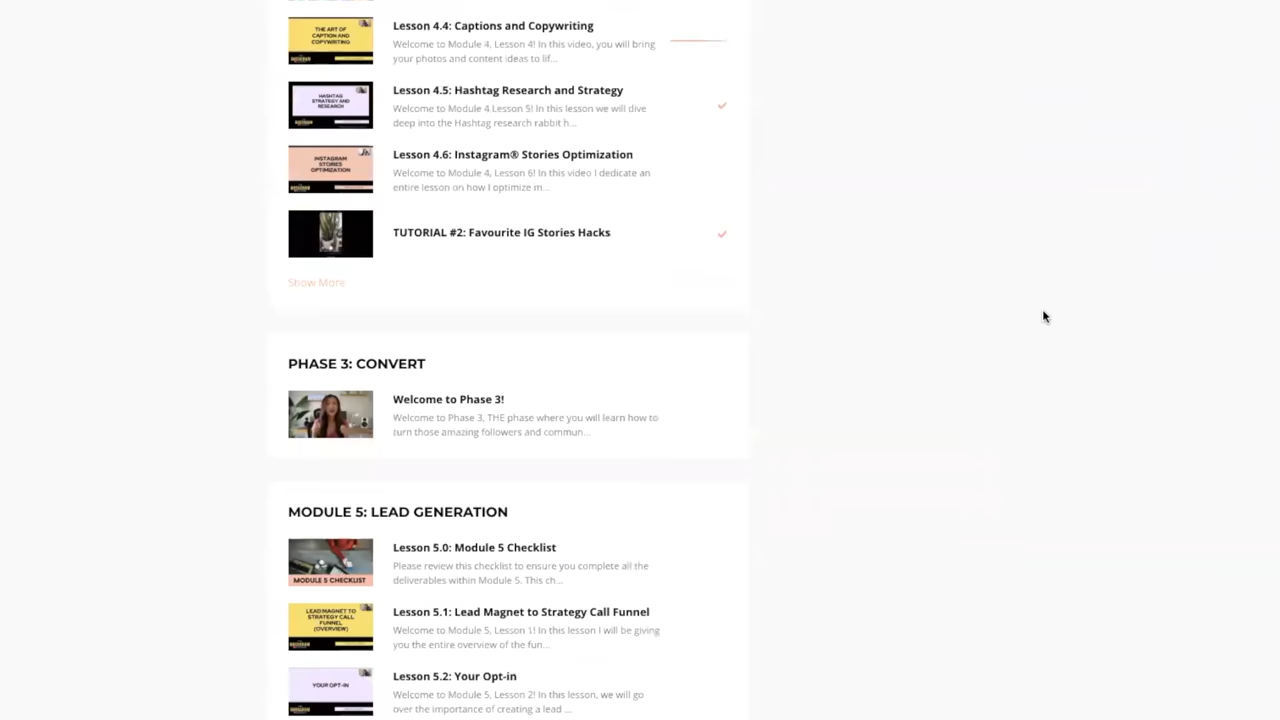 THE ART OF
CAPTION AND
COPYWRITING
Lesson 4.4: Captions and Copywriting
Welcome to Module 4, Lesson 4! In this video, you will bring
your photos and content ideas to lif...
HASHTAG
STRATEGY AND
RESEARCH
Lesson 4.5: Hashtag Research and Strategy
Welcome to Module 4 Lesson 5! In this lesson we will dive
deep into the Hashtag research rabbit h...
INSTAGRAM
STORIES
OPTIMIZATION
Lesson 4.6: Instagram® Stories Optimization
Welcome to Module 4, Lesson 6! In this video I dedicate an
entire lesson on how I optimize m...
TUTORIAL #2: Favourite IG Stories Hacks
Show More
PHASE 3: CONVERT
Welcome to Phase 3!
Welcome to Phase 3, THE phase where you will learn how to
turn those amazing followers and commun...
MODULE 5: LEAD GENERATION
MODULE 5 CHECKLIST
Lesson 5.0: Module 5 Checklist
Please review this checklist to ensure you complete all the
deliverables within Module 5. This ch...
LEAD MAGNET TO
STRATEGY CALL
FUNNEL
(OVERVIEW)
Lesson 5.1: Lead Magnet to Strategy Call Funnel
Welcome to Module 5, Lesson 1! In this lesson I will be giving
you the entire overview of the fun...
YOUR OPT-IN
Lesson 5.2: Your Opt-in
Welcome to Module 5, Lesson 2! In this lesson, we will go
over the importance of creating a lead ...